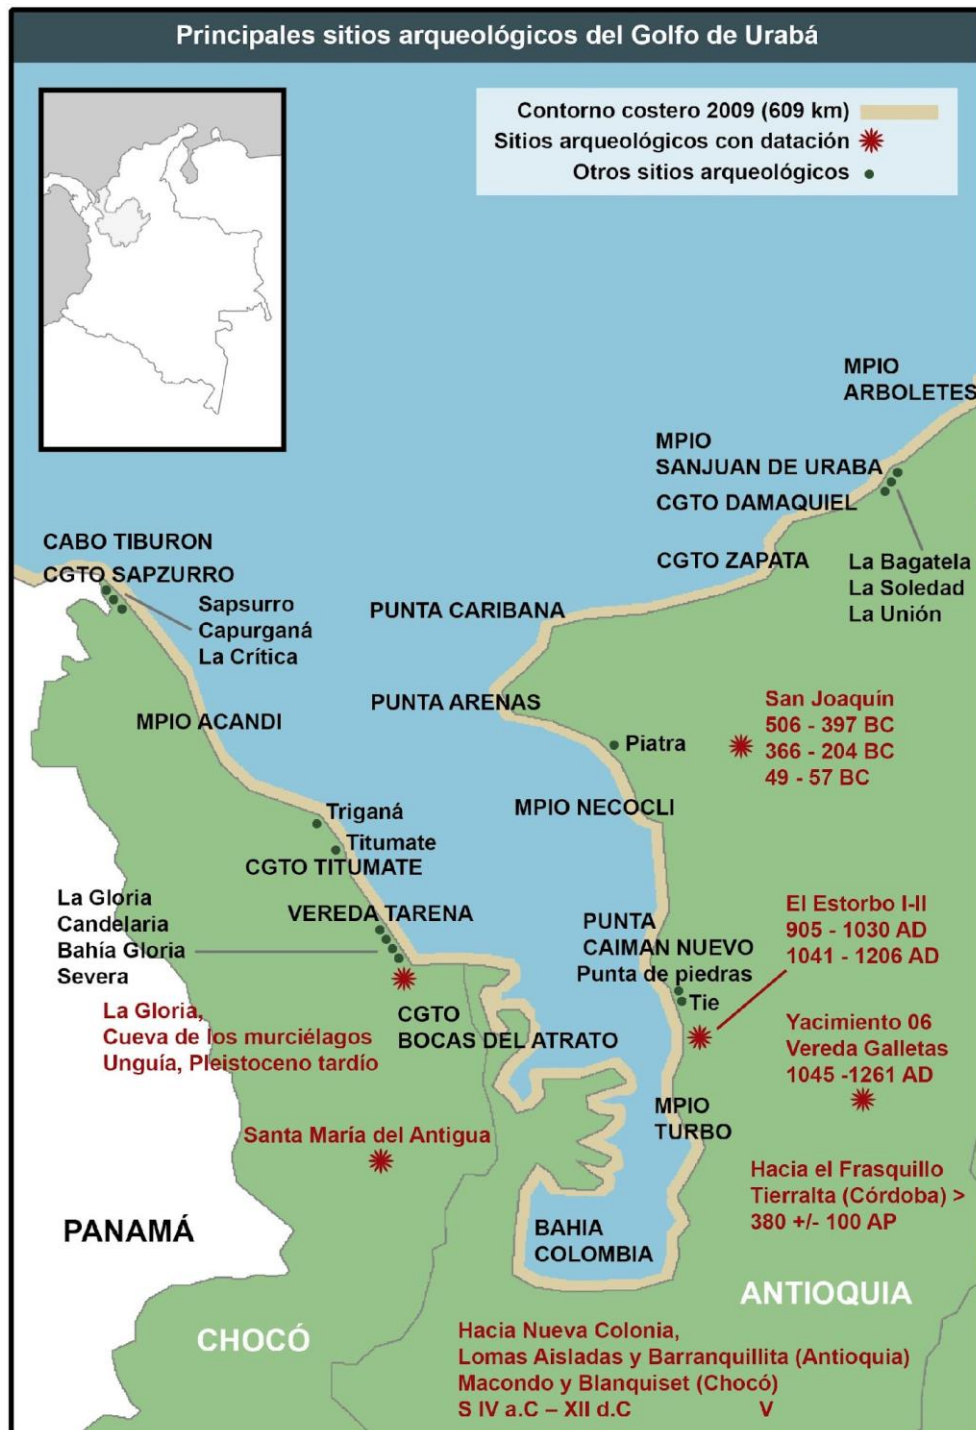 Principales sitios arqueológicos del Golfo de Urabá
Contorno costero 2009 (609 km)
Sitios arqueológicos con datación
Otros sitios arqueológicos
MPIO
ARBOLETES
MPIO
SANJUAN DE URABA
CGTO DAMAQUIEL
CGTO ZAPATA
La Bagatela
La Soledad
La Unión
CABO TIBURON
CGTO SAPZURRO
Sapsurro
Capurganá
La Crítica
PUNTA CARIBANA
PUNTA ARENAS
MPIO ACANDI
San Joaquín
506 - 397 BC
366 - 204 BC
49 - 57 BC
Piatra
MPIO NECOCLI
Triganá
Titumate
CGTO TITUMATE
La Gloria
Candelaria
Bahía Gloria
Severa
VEREDA TARENA
PUNTA
CAIMAN NUEVO
Punta de piedras
Tie
El Estorbo I-II
905 - 1030 AD
1041 - 1206 AD
La Gloria,
Cueva de los murciélagos
Unguía, Pleistoceno tardío
CGTO
BOCAS DEL ATRATO
Yacimiento 06
Vereda Galletas
1045 -1261 AD
MPIO
TURBO
Santa María del Antigua
Hacia el Frasquillo
Tierralta (Córdoba) >
380 +/- 100 AP
PANAMÁ
BAHIA
COLOMBIA
ANTIOQUIA
CHOCÓ
Hacia Nueva Colonia,
Lomas Aisladas y Barranquillita (Antioquia)
Macondo y Blanquiset (Chocó)
S IV a.C – XII d.C V